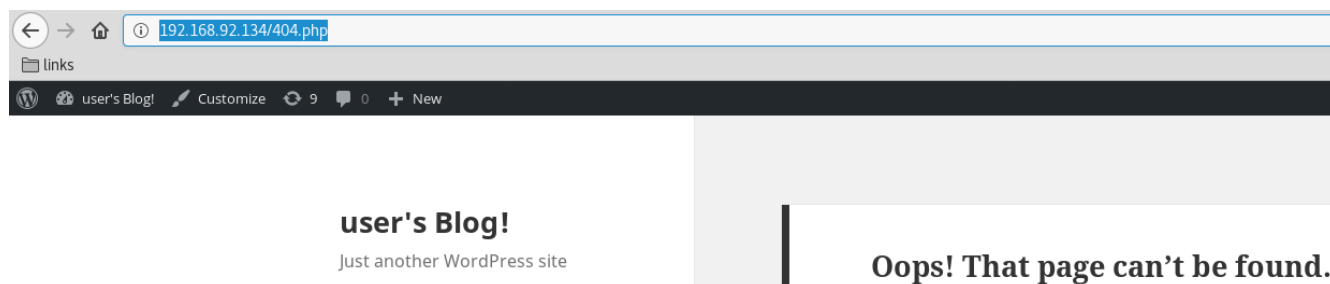 192.168.92.134/404.php
links
user's Blog! Customize 9 0 New
user's Blog!
Just another WordPress site
Oops! That page can’t be found.